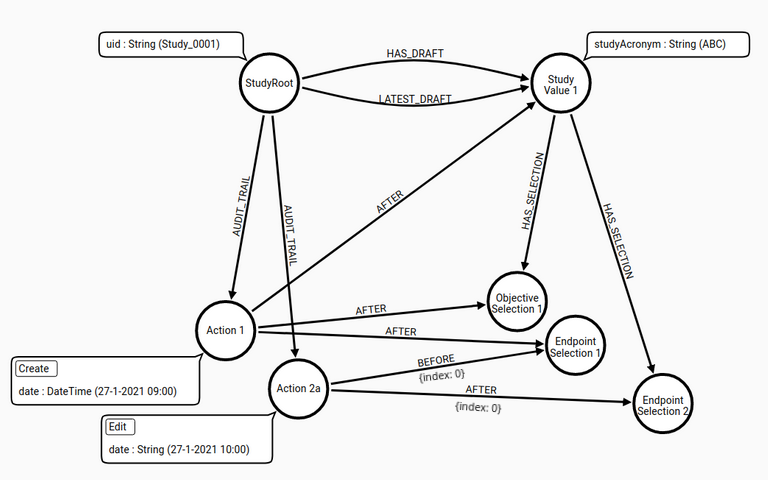 uid : String (Study_0001)
studyAcronym : String (ABC)
HAS_DRAFT
StudyRoot
Study
Value 1
LATEST_DRAFT
AUDIT_TRAIL
AUDIT_TRAIL
AFTER
HAS_SELECTION
HAS_SELECTION
Objective
Selection 1
AFTER
Action 1
AFTER
Endpoint
Selection 1
BEFORE
{index: 0}
Create
date : DateTime (27-1-2021 09:00)
Action 2a
AFTER
{index: 0}
Endpoint
Selection 2
Edit
date : String (27-1-2021 10:00)